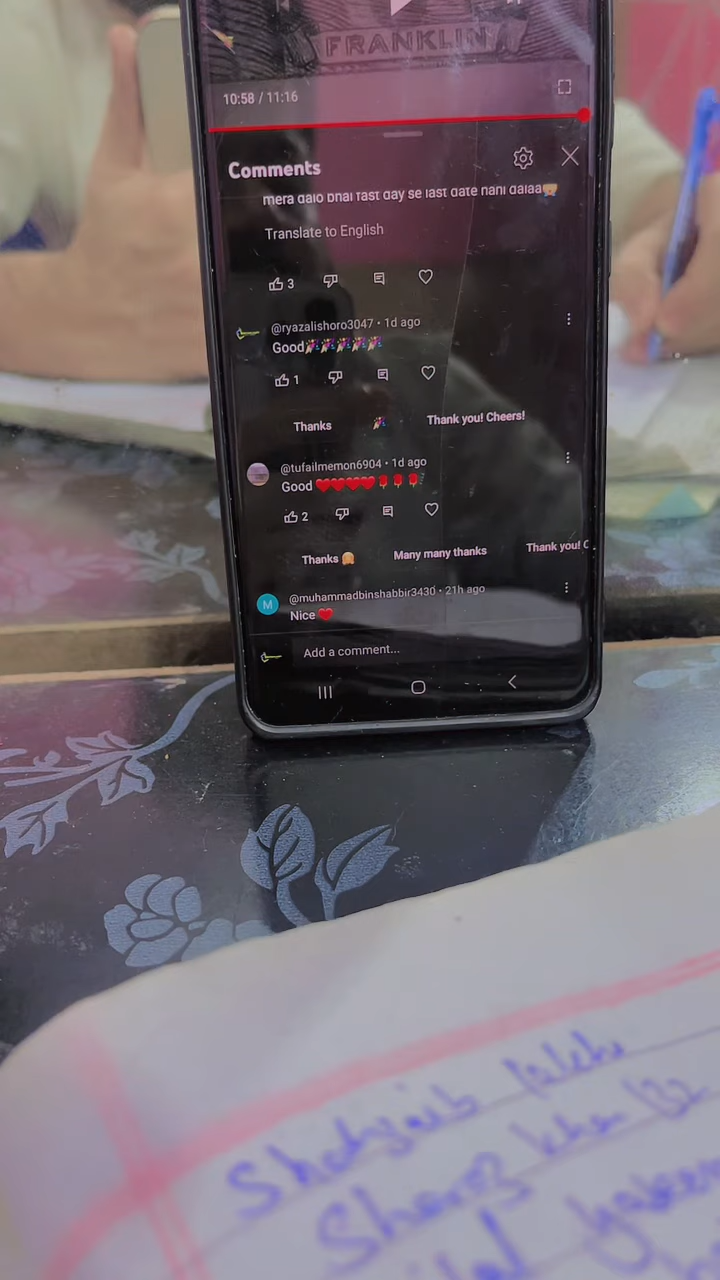 FRANKLIN
10:58 / 11:16
Comments
mera dalo bhai fast day se last date nahi dalaa
Translate to English
3
@ryazalishoro3047 • 1d ago
Good🎉🎉🎉🎉🎉
1
Thanks 🎉 Thank you! Cheers!
@tufailmemon6904 • 1d ago
Good ❤️❤️❤️❤️🌹🌹🌹
2
Thanks Many many thanks Thank you! C
M @muhammadbinshabbir3430 • 21h ago
Nice ❤️
Add a comment...